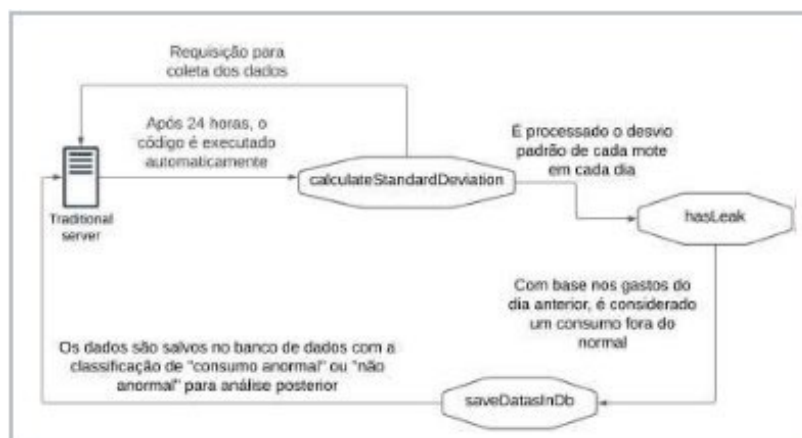 Requisição para
coleta dos dados
Após 24 horas, o
código é executado
automaticamente
É processado o desvio
padrão de cada mote
em cada dia
calculateStandardDeviation
Traditional
server
hasLeak
Com base nos gastos do
dia anterior, é considerado
um consumo fora do
normal
Os dados são salvos no banco de dados com a
classificação de "consumo anormal" ou "não
anormal" para análise posterior
saveDatasInDb